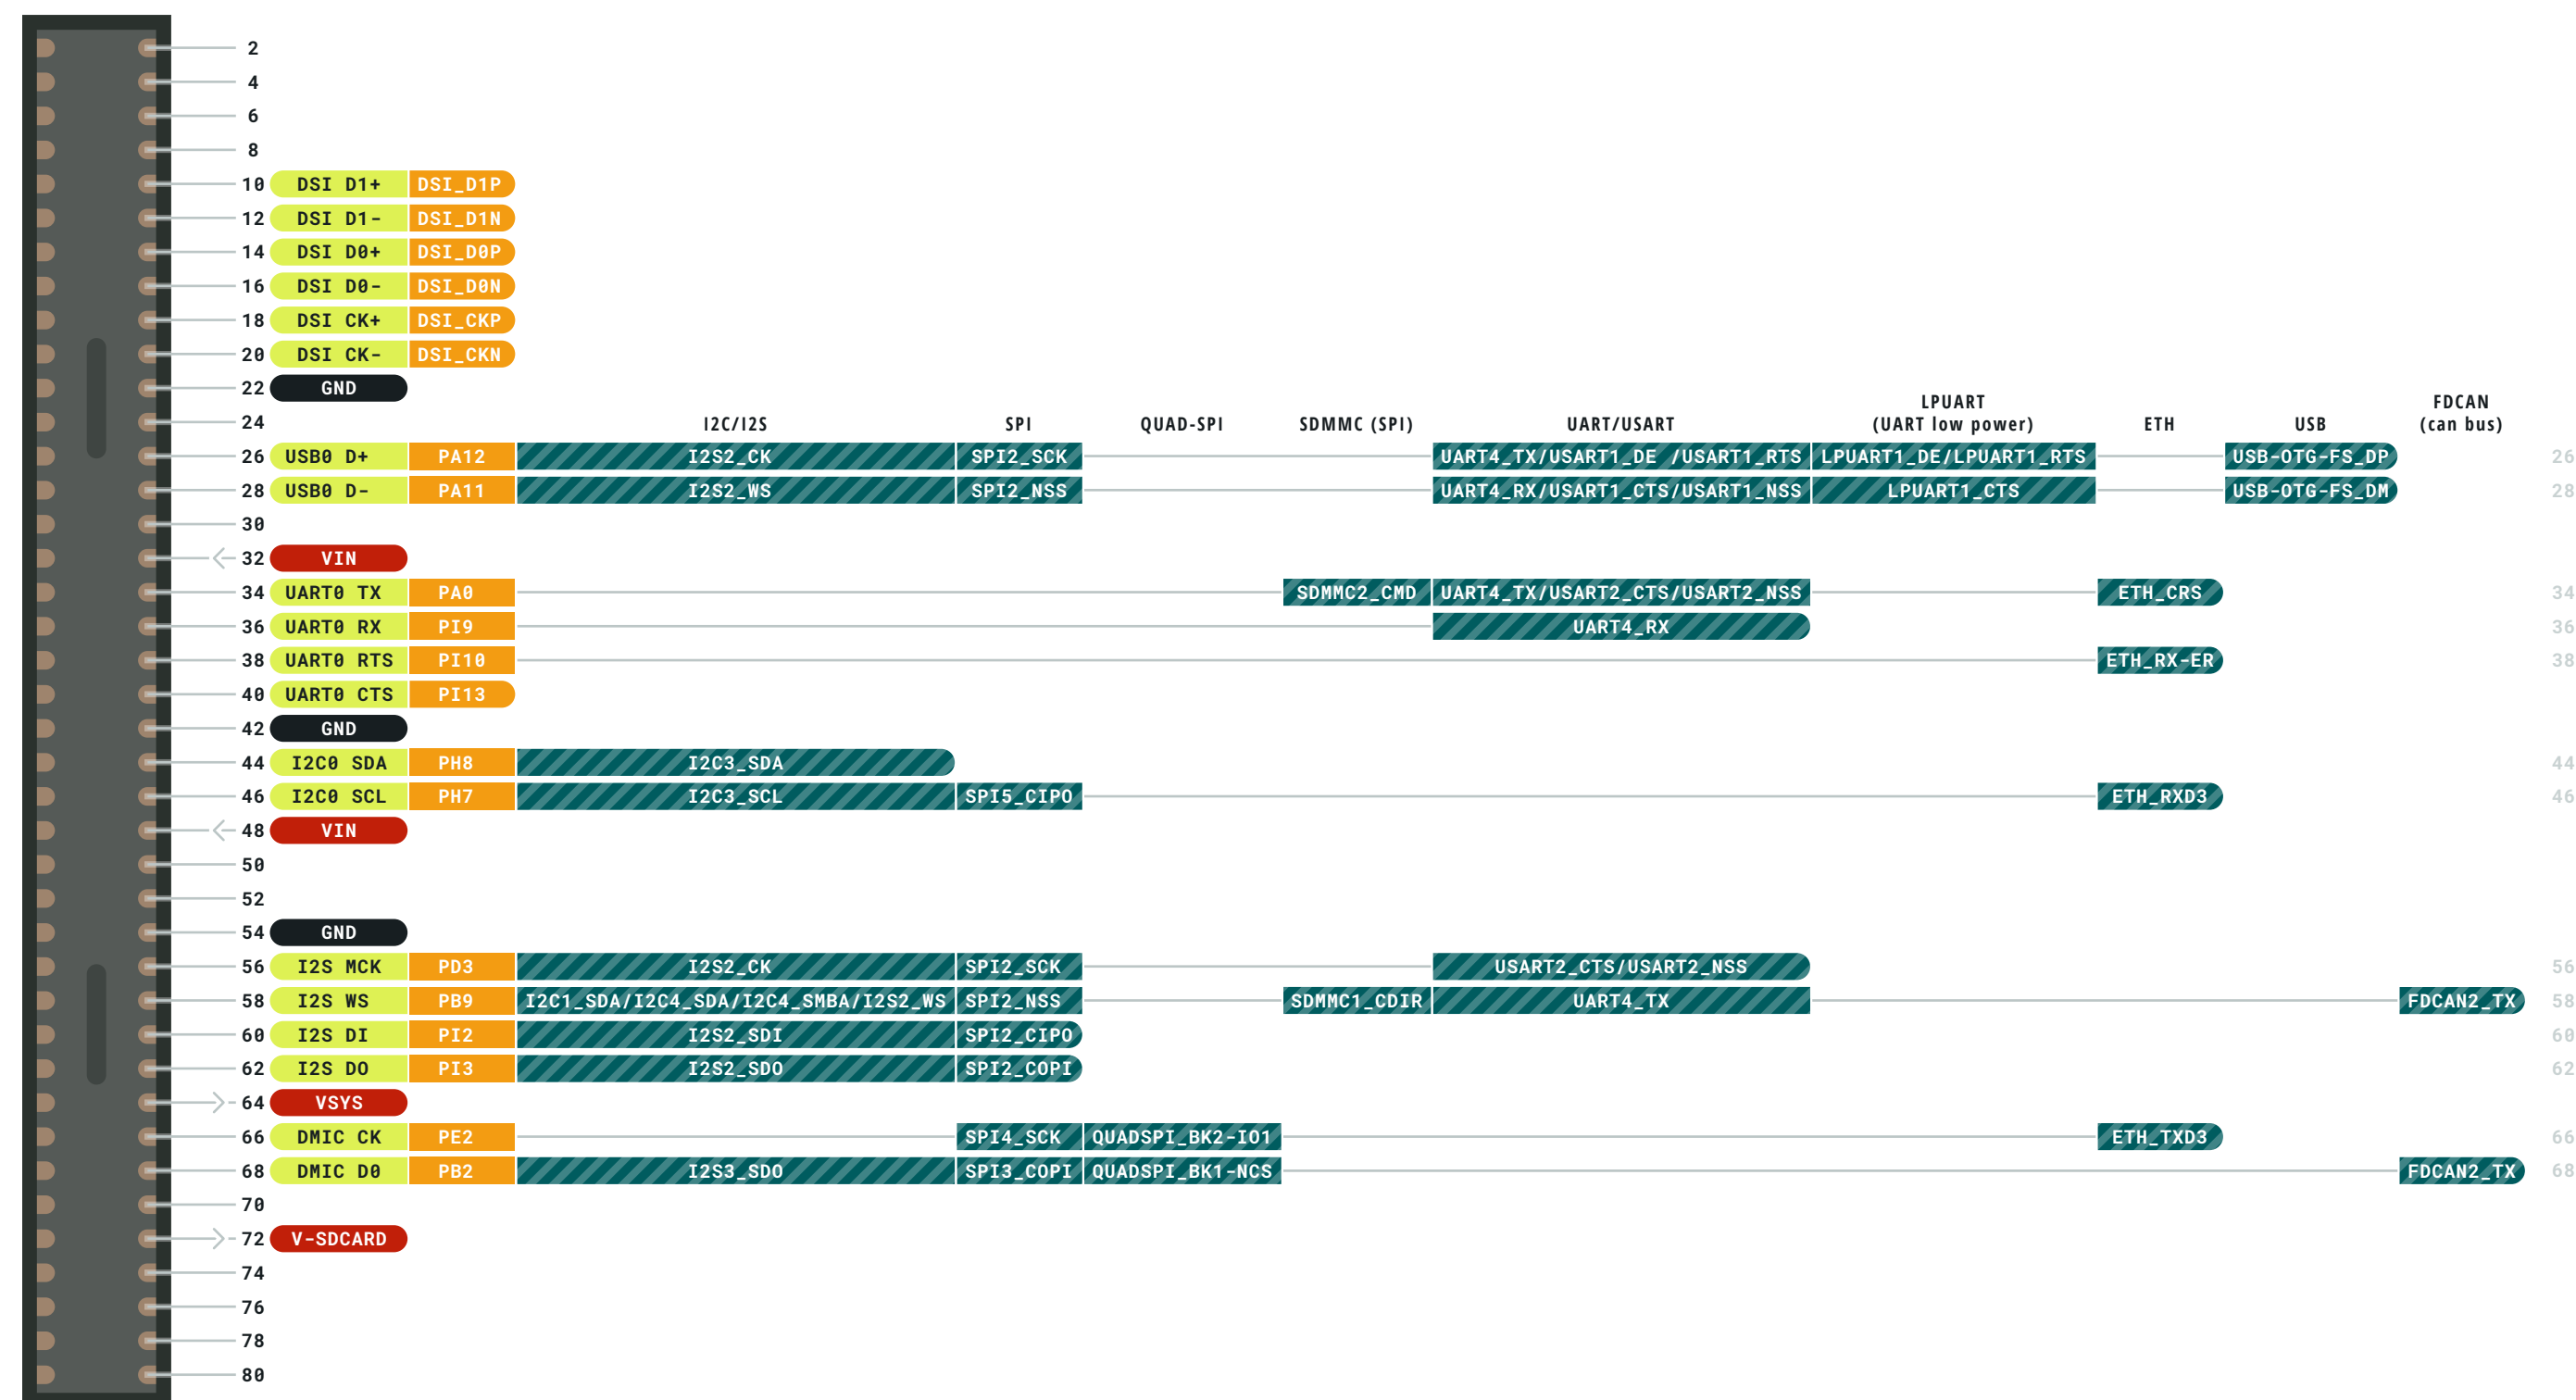 2
4
6
8
10 DSI D1+ DSI_D1P
12 DSI D1- DSI_D1N
14 DSI D0+ DSI_D0P
16 DSI D0- DSI_D0N
18 DSI CK+ DSI_CKP
20 DSI CK- DSI_CKN
22 GND
LPUART FDCAN
24 I2C/I2S SPI QUAD-SPI SDMMC (SPI) UART/USART (UART low power) ETH USB (can bus)
26 USB0 D+ PA12 I2S2_CK SPI2_SCK UART4_TX/USART1_DE /USART1_RTS LPUART1_DE/LPUART1_RTS USB-OTG-FS_DP 26
28 USB0 D- PA11 I2S2_WS SPI2_NSS UART4_RX/USART1_CTS/USART1_NSS LPUART1_CTS USB-OTG-FS_DM 28
30
32 VIN
34 UART0 TX PA0 SDMMC2_CMD UART4_TX/USART2_CTS/USART2_NSS ETH_CRS 34
36 UART0 RX PI9 UART4_RX 36
38 UART0 RTS PI10 ETH_RX-ER 38
40 UART0 CTS PI13
42 GND
44 I2C0 SDA PH8 I2C3_SDA 44
46 I2C0 SCL PH7 I2C3_SCL SPI5_CIPO ETH_RXD3 46
48 VIN
50
52
54 GND
56 I2S MCK PD3 I2S2_CK SPI2_SCK USART2_CTS/USART2_NSS 56
58 I2S WS PB9 I2C1_SDA/I2C4_SDA/I2C4_SMBA/I2S2_WS SPI2_NSS SDMMC1_CDIR UART4_TX FDCAN2_TX 58
60 I2S DI PI2 I2S2_SDI SPI2_CIPO 60
62 I2S DO PI3 I2S2_SDO SPI2_COPI 62
64 VSYS
66 DMIC CK PE2 SPI4_SCK QUADSPI_BK2-IO1 ETH_TXD3 66
68 DMIC D0 PB2 I2S3_SDO SPI3_COPI QUADSPI_BK1-NCS FDCAN2_TX 68
70
72 V-SDCARD
74
76
78
80